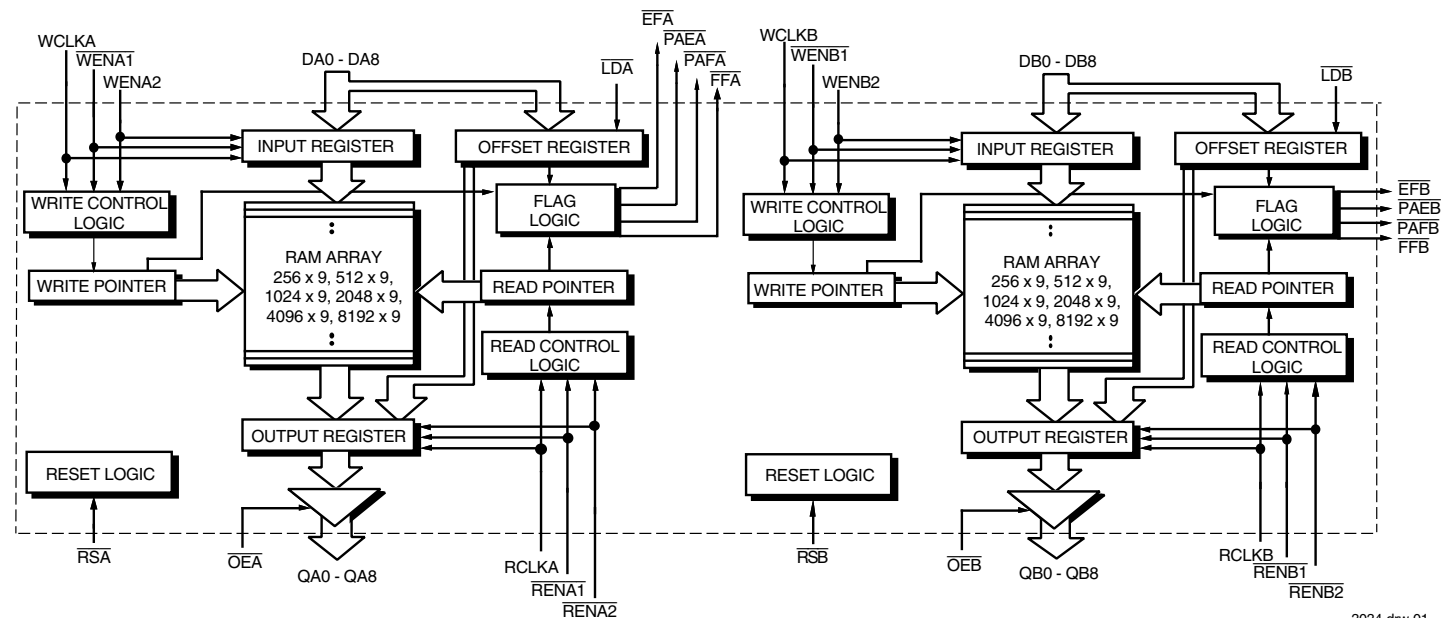 WCLKA
WENA1
WENA2
DA0 - DA8
LDA
EFA
PAEA
PAFA
FFA
INPUT REGISTER
OFFSET REGISTER
WRITE CONTROL
LOGIC
FLAG
LOGIC
WRITE POINTER
RAM ARRAY
256 x 9, 512 x 9,
1024 x 9, 2048 x 9,
4096 x 9, 8192 x 9
READ POINTER
READ CONTROL
LOGIC
OUTPUT REGISTER
RESET LOGIC
RSA
OEA
QA0 - QA8
RCLKA
RENA1
RENA2
WCLKB
WENB1
WENB2
DB0 - DB8
LDB
INPUT REGISTER
OFFSET REGISTER
WRITE CONTROL
LOGIC
FLAG
LOGIC
EFB
PAEB
PAFB
FFB
WRITE POINTER
RAM ARRAY
256 x 9, 512 x 9,
1024 x 9, 2048 x 9,
4096 x 9, 8192 x 9
READ POINTER
READ CONTROL
LOGIC
OUTPUT REGISTER
RESET LOGIC
RSB
OEB
QB0 - QB8
RCLKB
RENB1
RENB2